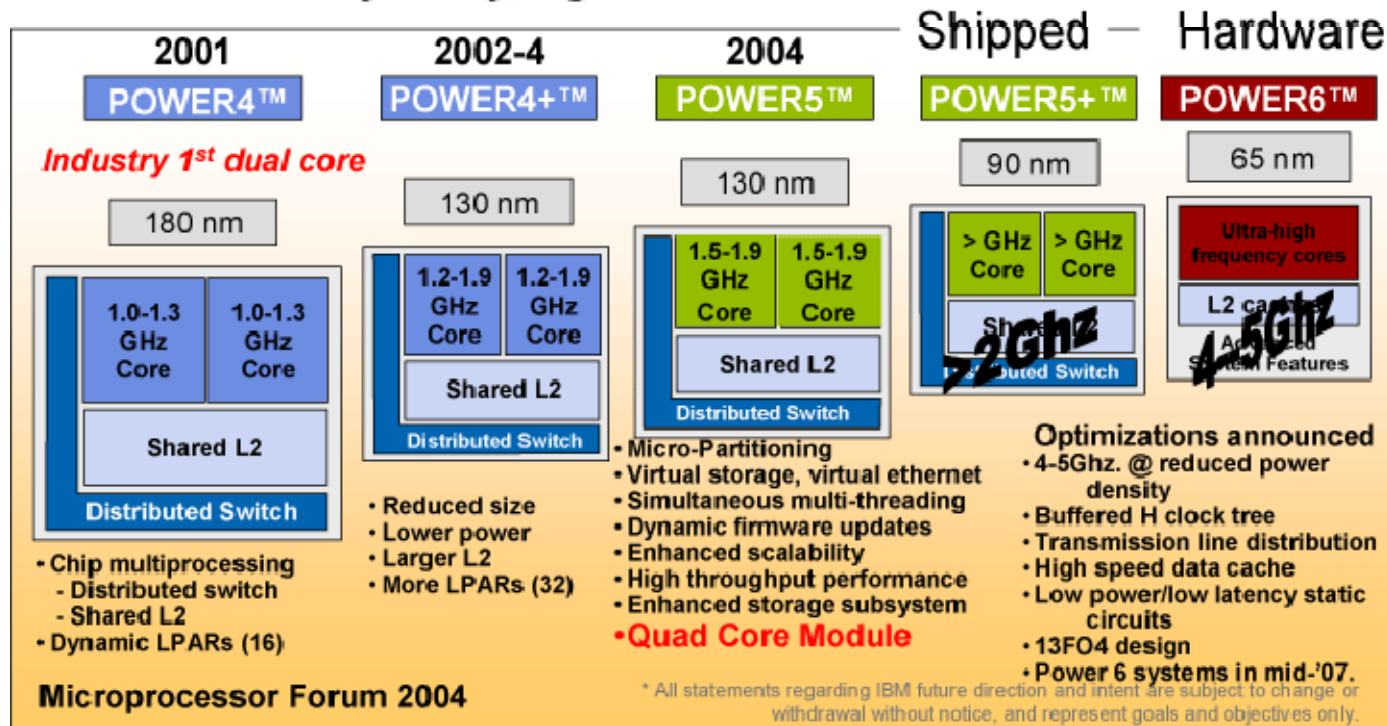 Shipped — Hardware
2001
2002-4
2004
POWER4™
POWER4+™
POWER5™
POWER5+™
POWER6™
Industry 1st dual core
180 nm
130 nm
130 nm
90 nm
65 nm
1.0-1.3
GHz
Core
1.0-1.3
GHz
Core
Shared L2
Distributed Switch
• Chip multiprocessing
- Distributed switch
- Shared L2
• Dynamic LPARs (16)
1.2-1.9
GHz
Core
1.2-1.9
GHz
Core
Shared L2
Distributed Switch
• Reduced size
• Lower power
• Larger L2
• More LPARs (32)
1.5-1.9
GHz
Core
1.5-1.9
GHz
Core
Shared L2
Distributed Switch
• Micro-Partitioning
• Virtual storage, virtual ethernet
• Simultaneous multi-threading
• Dynamic firmware updates
• Enhanced scalability
• High throughput performance
• Enhanced storage subsystem
• Quad Core Module
> GHz
Core
> GHz
Core
Shared L2
>2Ghz
Distributed Switch
Ultra-high
frequency cores
L2 caches
4-5Ghz
Advanced
System Features
Optimizations announced
• 4-5Ghz. @ reduced power
density
• Buffered H clock tree
• Transmission line distribution
• High speed data cache
• Low power/low latency static
circuits
• 13FO4 design
• Power 6 systems in mid-'07.
Microprocessor Forum 2004
* All statements regarding IBM future direction and intent are subject to change or
withdrawal without notice, and represent goals and objectives only.